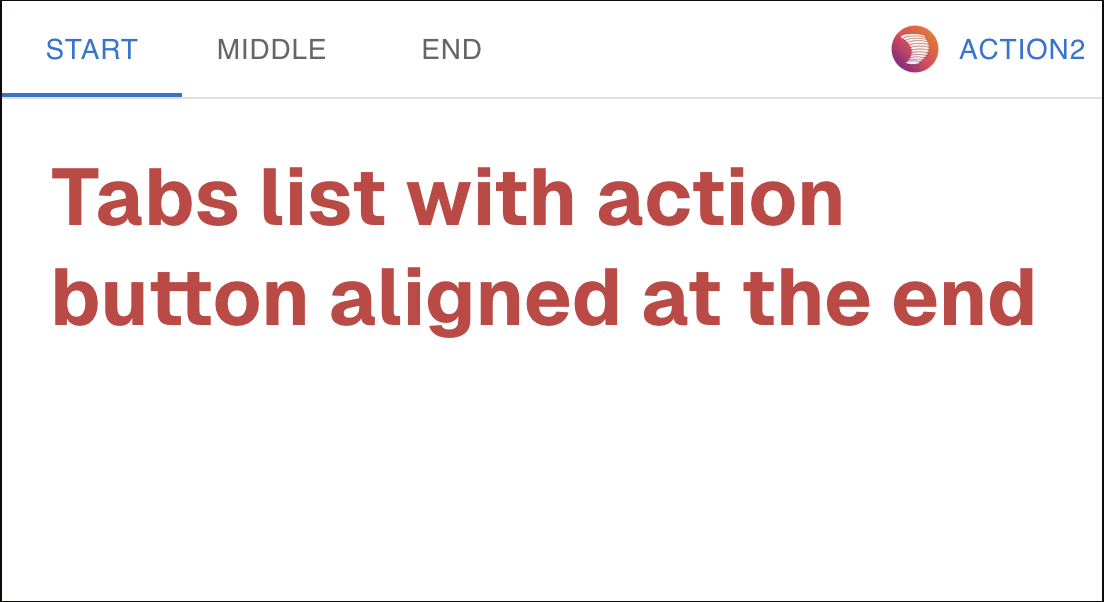 START MIDDLE END ACTION2
Tabs list with action
button aligned at the end